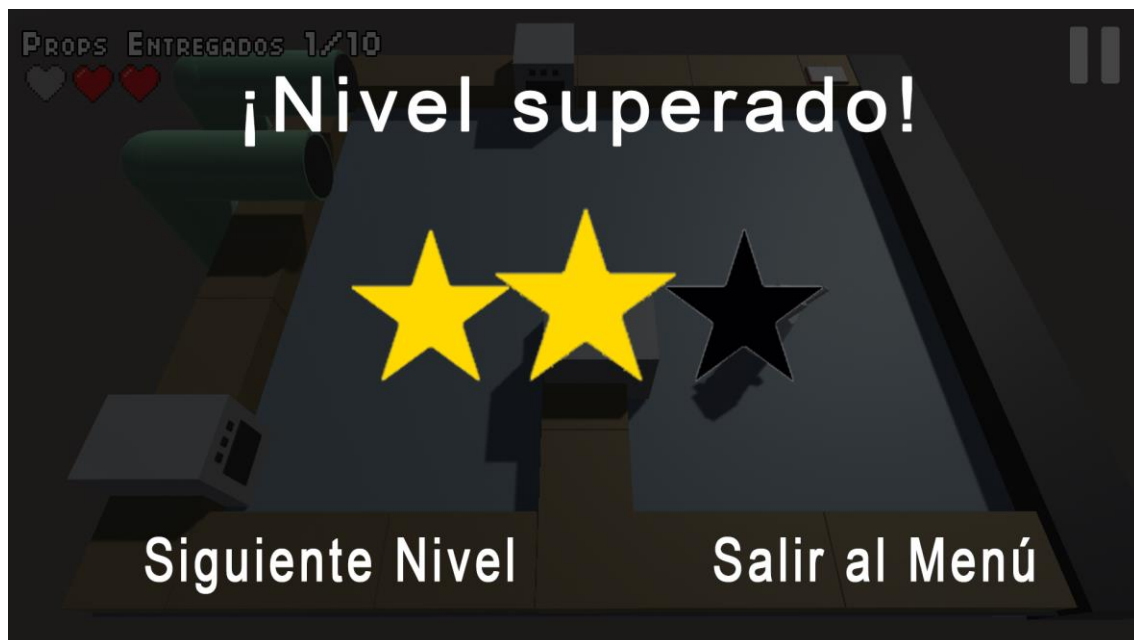 Props Entregados 1/10
¡Nivel superado!
Siguiente Nivel
Salir al Menú